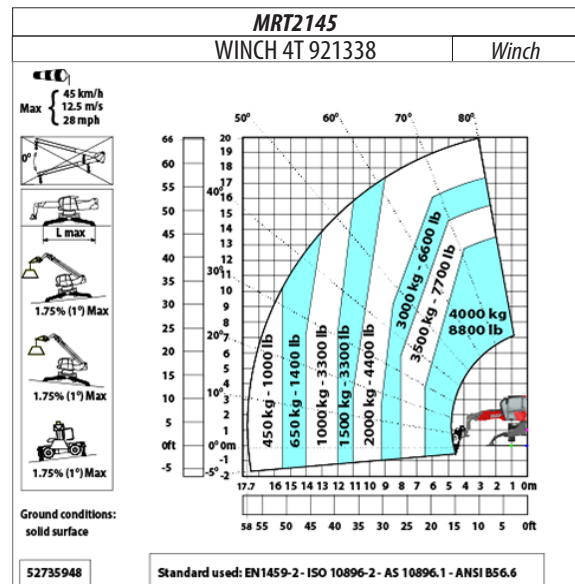 MRT2145
WINCH 4T 921338
Winch
Max
45 km/h
12.5 m/s
28 mph
0°
L max
1.75% (1°) Max
1.75% (1°) Max
1.75% (1°) Max
Ground conditions:
solid surface
52735948
50°
60°
70°
80°
40°
30°
20°
10°
0°
-5°
66
60
55
50
45
40
35
30
25
20
15
10
5
0ft
-5
20
19
18
17
16
15
14
13
12
11
10
9
8
7
6
5
4
3
2
1
0m
-1
-2
450 kg - 1000 lb
650 kg - 1400 lb
1000 kg - 3300 lb
1500 kg - 3300 lb
2000 kg - 4400 lb
3000 kg - 6600 lb
3500 kg - 7700 lb
4000 kg
8800 lb
17.7 16 15 14 13 12 11 10 9 8 7 6 5 4 3 2 1 0m
58 55 50 45 40 35 30 25 20 15 10 5 0ft
Standard used: EN1459-2 - ISO 10896-2 - AS 10896.1 - ANSI B56.6